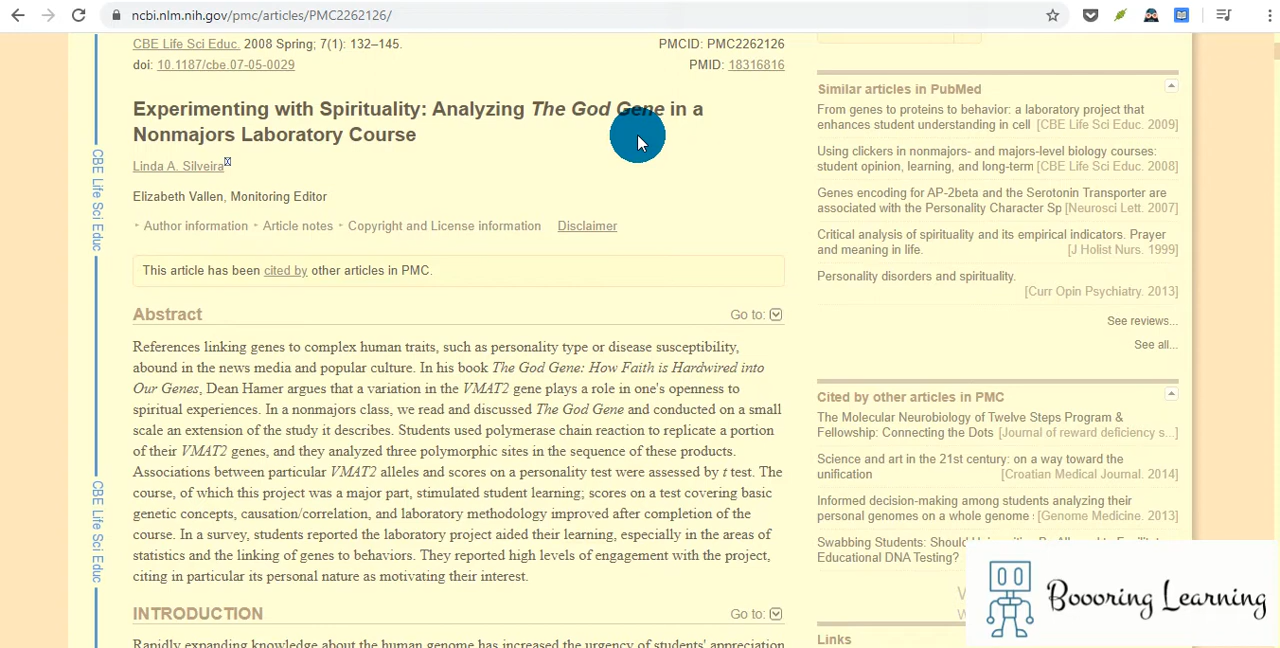 ncbi.nlm.nih.gov/pmc/articles/PMC2262126/
CBE Life Sci Educ. 2008 Spring; 7(1): 132–145.
PMCID: PMC2262126
doi: 10.1187/cbe.07-05-0029
PMID: 18316816
Experimenting with Spirituality: Analyzing The God Gene in a
Nonmajors Laboratory Course
Linda A. Silveira
Elizabeth Vallen, Monitoring Editor
Author information Article notes Copyright and License information Disclaimer
This article has been cited by other articles in PMC.
Abstract
Go to:
References linking genes to complex human traits, such as personality type or disease susceptibility,
abound in the news media and popular culture. In his book The God Gene: How Faith is Hardwired into
Our Genes, Dean Hamer argues that a variation in the VMAT2 gene plays a role in one's openness to
spiritual experiences. In a nonmajors class, we read and discussed The God Gene and conducted on a small
scale an extension of the study it describes. Students used polymerase chain reaction to replicate a portion
of their VMAT2 genes, and they analyzed three polymorphic sites in the sequence of these products.
Associations between particular VMAT2 alleles and scores on a personality test were assessed by t test. The
course, of which this project was a major part, stimulated student learning; scores on a test covering basic
genetic concepts, causation/correlation, and laboratory methodology improved after completion of the
course. In a survey, students reported the laboratory project aided their learning, especially in the areas of
statistics and the linking of genes to behaviors. They reported high levels of engagement with the project,
citing in particular its personal nature as motivating their interest.
INTRODUCTION
Go to:
Rapidly expanding knowledge about the human genome has increased the urgency of students' appreciation
CBE Life Sci Educ
CBE Life Sci Educ
Similar articles in PubMed
From genes to proteins to behavior: a laboratory project that
enhances student understanding in cell [CBE Life Sci Educ. 2009]
Using clickers in nonmajors- and majors-level biology courses:
student opinion, learning, and long-term [CBE Life Sci Educ. 2008]
Genes encoding for AP-2beta and the Serotonin Transporter are
associated with the Personality Character Sp [Neurosci Lett. 2007]
Critical analysis of spirituality and its empirical indicators. Prayer
and meaning in life. [J Holist Nurs. 1999]
Personality disorders and spirituality.
[Curr Opin Psychiatry. 2013]
See reviews...
See all...
Cited by other articles in PMC
The Molecular Neurobiology of Twelve Steps Program &
Fellowship: Connecting the Dots [Journal of reward deficiency s...]
Science and art in the 21st century: on a way toward the
unification [Croatian Medical Journal. 2014]
Informed decision-making among students analyzing their
personal genomes on a whole genome [Genome Medicine. 2013]
Swabbing Students: Should
Educational DNA Testing?
Links
Boooring Learning